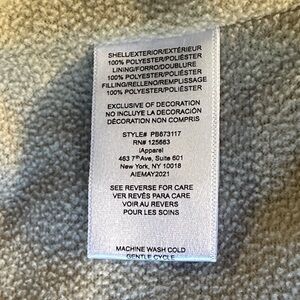 SHELL/EXTERIOR/EXTÉRIEUR
100% POLYESTER/POLIÉSTER
LINING/FORRO/DOUBLURE
100% POLYESTER/POLIÉSTER
FILLING/RELLENO/REMPLISSAGE
100% POLYESTER/POLIÉSTER
EXCLUSIVE OF DECORATION
NO INCLUYE LA DECORACIÓN
DÉCORATION NON COMPRIS
STYLE# PB873117
RN# 125663
iApparel
463 7th Ave, Suite 601
New York, NY 10018
AIEMAY2021
SEE REVERSE FOR CARE
VER REVÉS PARA CARE
VOIR AU REVERS
POUR LES SOINS
MACHINE WASH COLD
GENTLE CYCLE